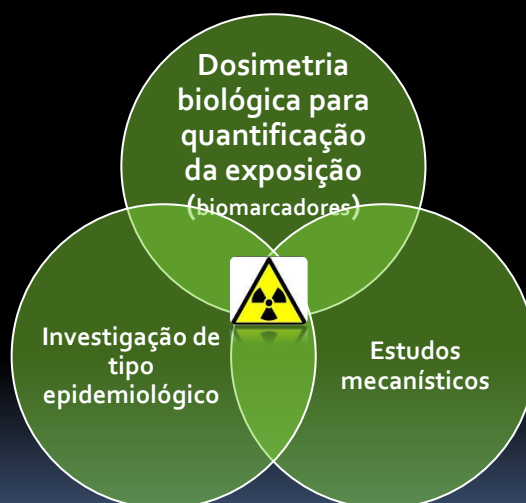 Dosimetria
biológica para
quantificação
da exposição
(biomarcadores)
Investigação de
tipo
epidemiológico
Estudos
mecanísticos